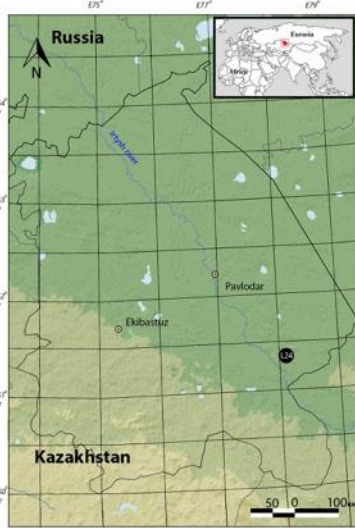 E75° E77° E79°
Russia
Eurasia
Africa
N
Irtysh river
Pavlodar
Ekibastuz
L24
Kazakhstan
50 0 100